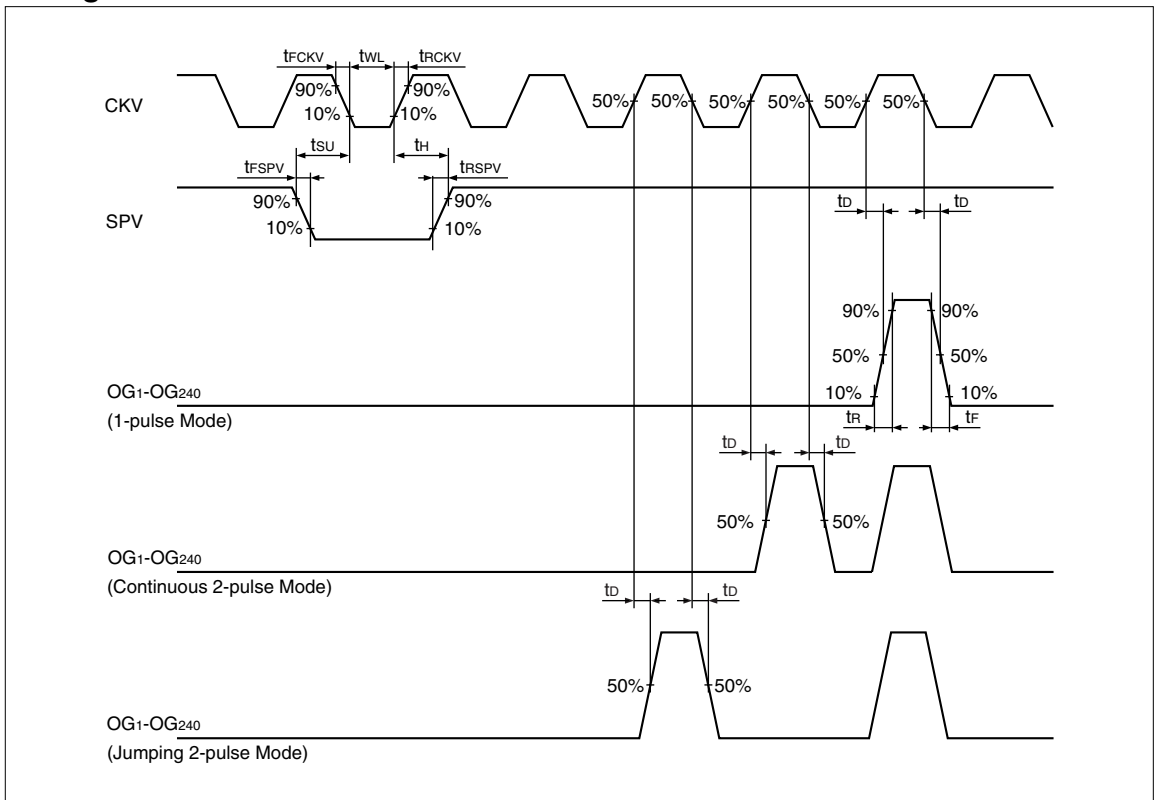 tFCKV tWL tRCKV
CKV 90% 90% 50% 50% 50% 50% 50% 50%
10% 10%
tSU tH
tFSPV tRSPV
SPV 90% 90% tD tD
10% 10%
90% 90%
50% 50%
OG1-OG240 10% 10%
(1-pulse Mode) tR tF
tD tD
50% 50%
OG1-OG240
(Continuous 2-pulse Mode)
tD tD
50% 50%
OG1-OG240
(Jumping 2-pulse Mode)